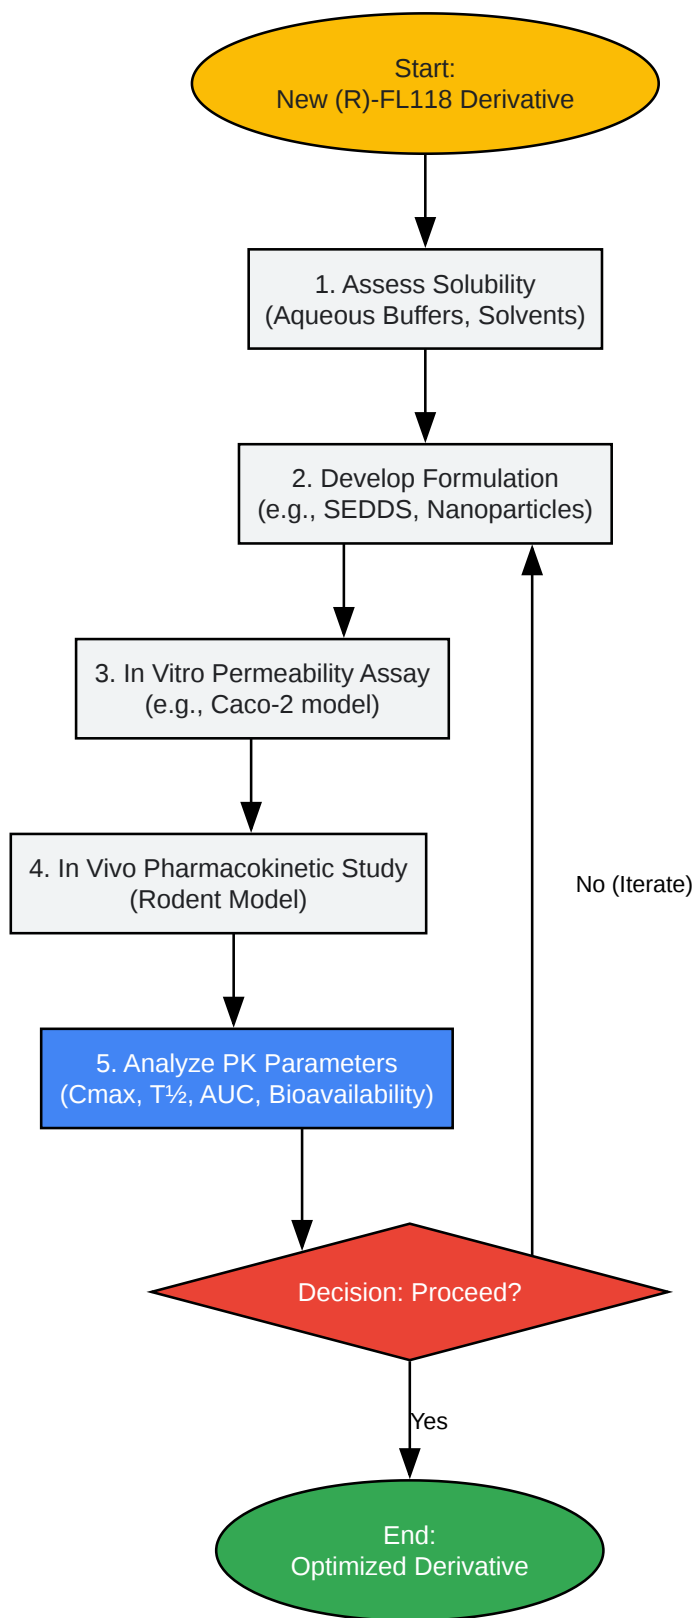 Start:
New (R)-FL118 Derivative
1. Assess Solubility
(Aqueous Buffers, Solvents)
2. Develop Formulation
(e.g., SEDDS, Nanoparticles)
3. In Vitro Permeability Assay
(e.g., Caco-2 model)
4. In Vivo Pharmacokinetic Study
(Rodent Model)
No (Iterate)
5. Analyze PK Parameters
(Cmax, T½, AUC, Bioavailability)
Decision: Proceed?
Yes
End:
Optimized Derivative